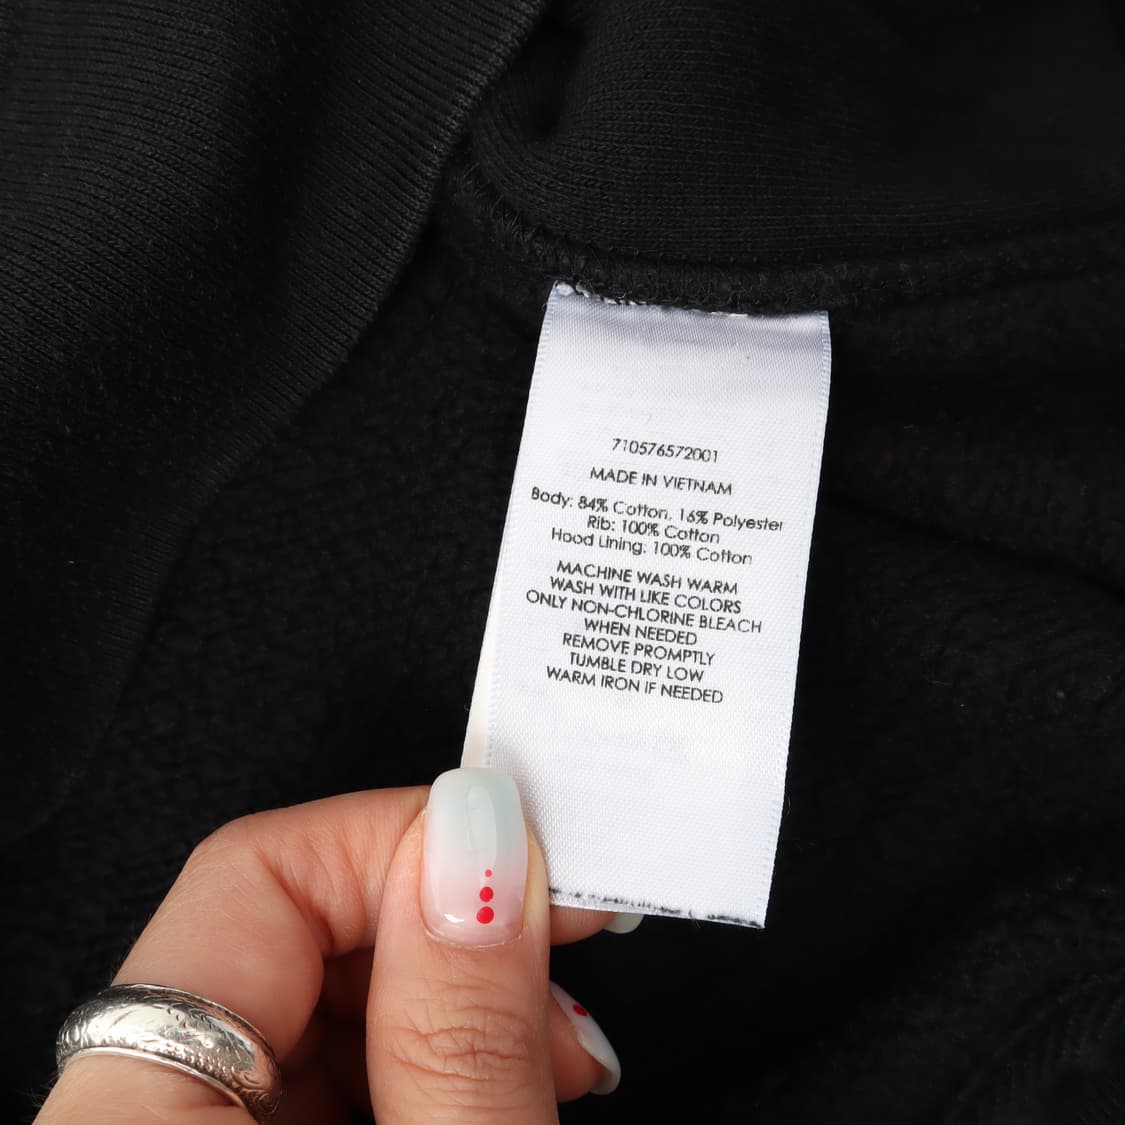 710576572001
MADE IN VIETNAM
Body: 84% Cotton, 16% Polyester
Rib: 100% Cotton
Hood Lining: 100% Cotton
MACHINE WASH WARM
WASH WITH LIKE COLORS
ONLY NON-CHLORINE BLEACH
WHEN NEEDED
REMOVE PROMPTLY
TUMBLE DRY LOW
WARM IRON IF NEEDED